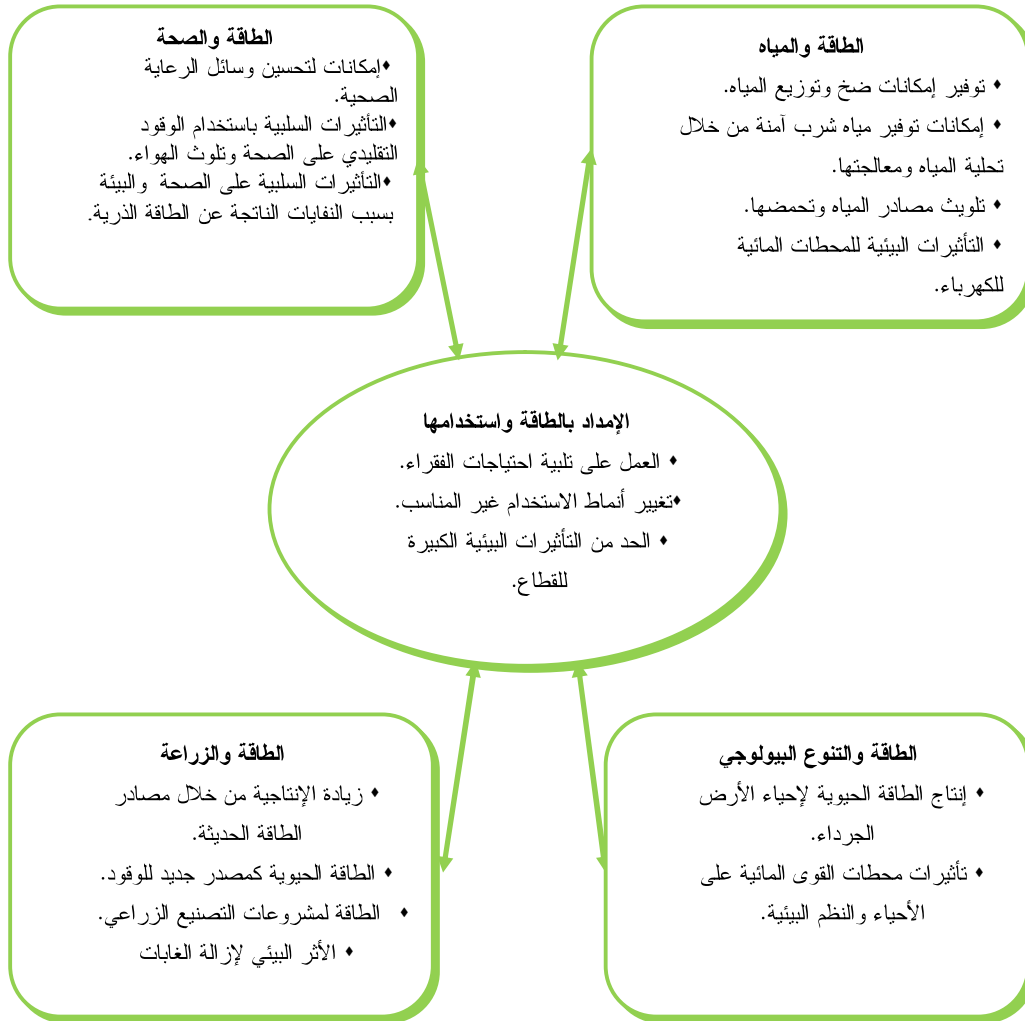 الطاقة والمياه
♦ توفير إمكانات ضخ وتوزيع المياه.
♦ إمكانات توفير مياه شرب آمنة من خلال
تحلية المياه ومعالجتها.
♦ تلويث مصادر المياه وتحمضها.
♦ التأثيرات البيئية للمحطات المائية
للكهرباء.
الطاقة والصحة
♦إمكانات لتحسين وسائل الرعاية
الصحية.
♦التأثيرات السلبية باستخدام الوقود
التقليدي على الصحة وتلوث الهواء.
♦التأثيرات السلبية على الصحة والبيئة
بسبب النفايات الناتجة عن الطاقة الذرية.
الإمداد بالطاقة واستخدامها
♦ العمل على تلبية احتياجات الفقراء.
♦تغيير أنماط الاستخدام غير المناسب.
♦ الحد من التأثيرات البيئية الكبيرة
للقطاع.
الطاقة والتنوع البيولوجي
♦ إنتاج الطاقة الحيوية لإحياء الأرض
الجرداء.
♦ تأثيرات محطات القوى المائية على
الأحياء والنظم البيئية.
الطاقة والزراعة
♦ زيادة الإنتاجية من خلال مصادر
الطاقة الحديثة.
♦ الطاقة الحيوية كمصدر جديد للوقود.
♦ الطاقة لمشروعات التصنيع الزراعي.
♦ الأثر البيئي لإزالة الغابات